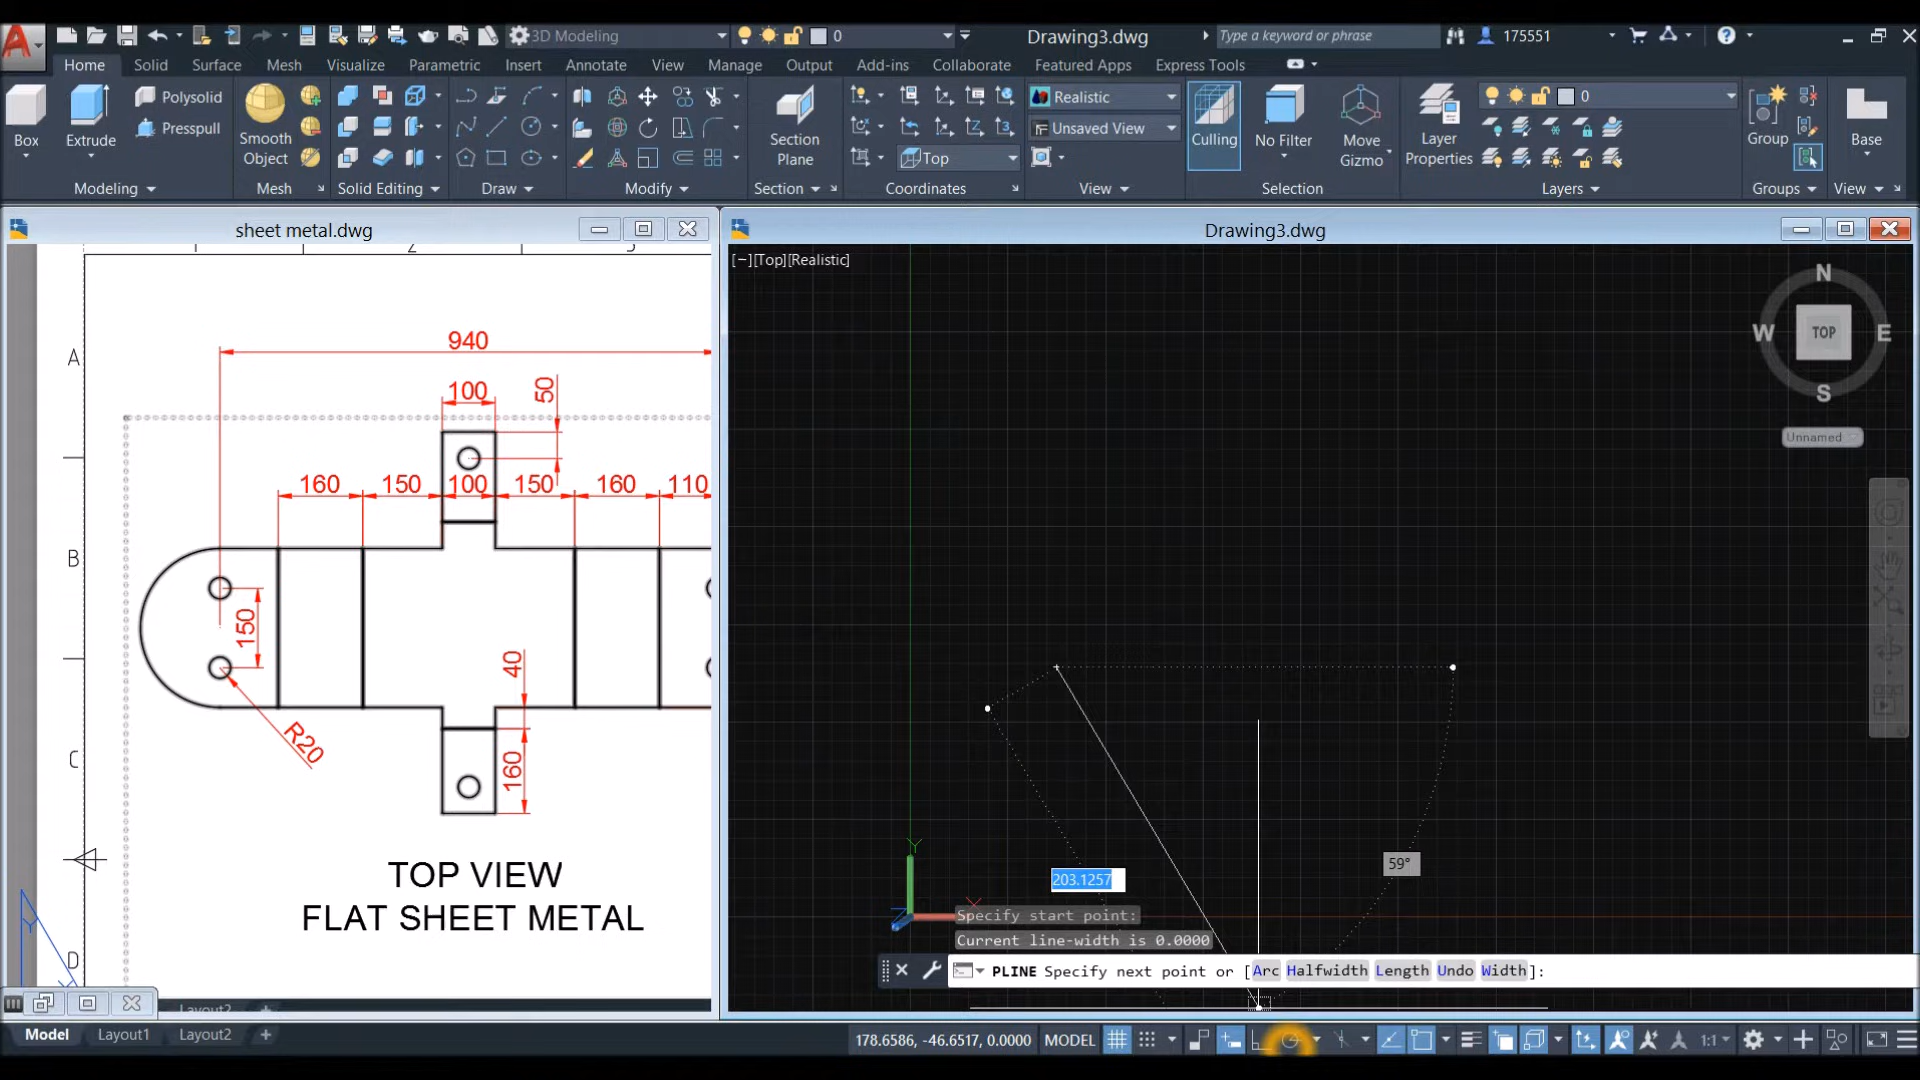 3D Modeling
0
Drawing3.dwg
Type a keyword or phrase
175551
Home Solid Surface Mesh Visualize Parametric Insert Annotate View Manage Output Add-ins Collaborate Featured Apps Express Tools
Box
Extrude
Polysolid
Presspull
Smooth
Object
Section
Plane
Top
Realistic
Unsaved View
Culling
No Filter
Move
Gizmo
Layer
Properties
0
Group
Base
Modeling Mesh Solid Editing Draw Modify Section Coordinates View Selection Layers Groups View
sheet metal.dwg
Drawing3.dwg
[−][Top][Realistic]
2
A
B
C
D
940
100
50
160 150 100 150 160 110
150
40
R20
160
TOP VIEW
FLAT SHEET METAL
Y
N
W TOP E
S
Unnamed
59°
203.1257
Y
X
Z
Specify start point:
Current line-width is 0.0000
PLINE Specify next point or [Arc Halfwidth Length Undo Width]:
Layout2
Model Layout1 Layout2
178.6586, -46.6517, 0.0000 MODEL
1:1